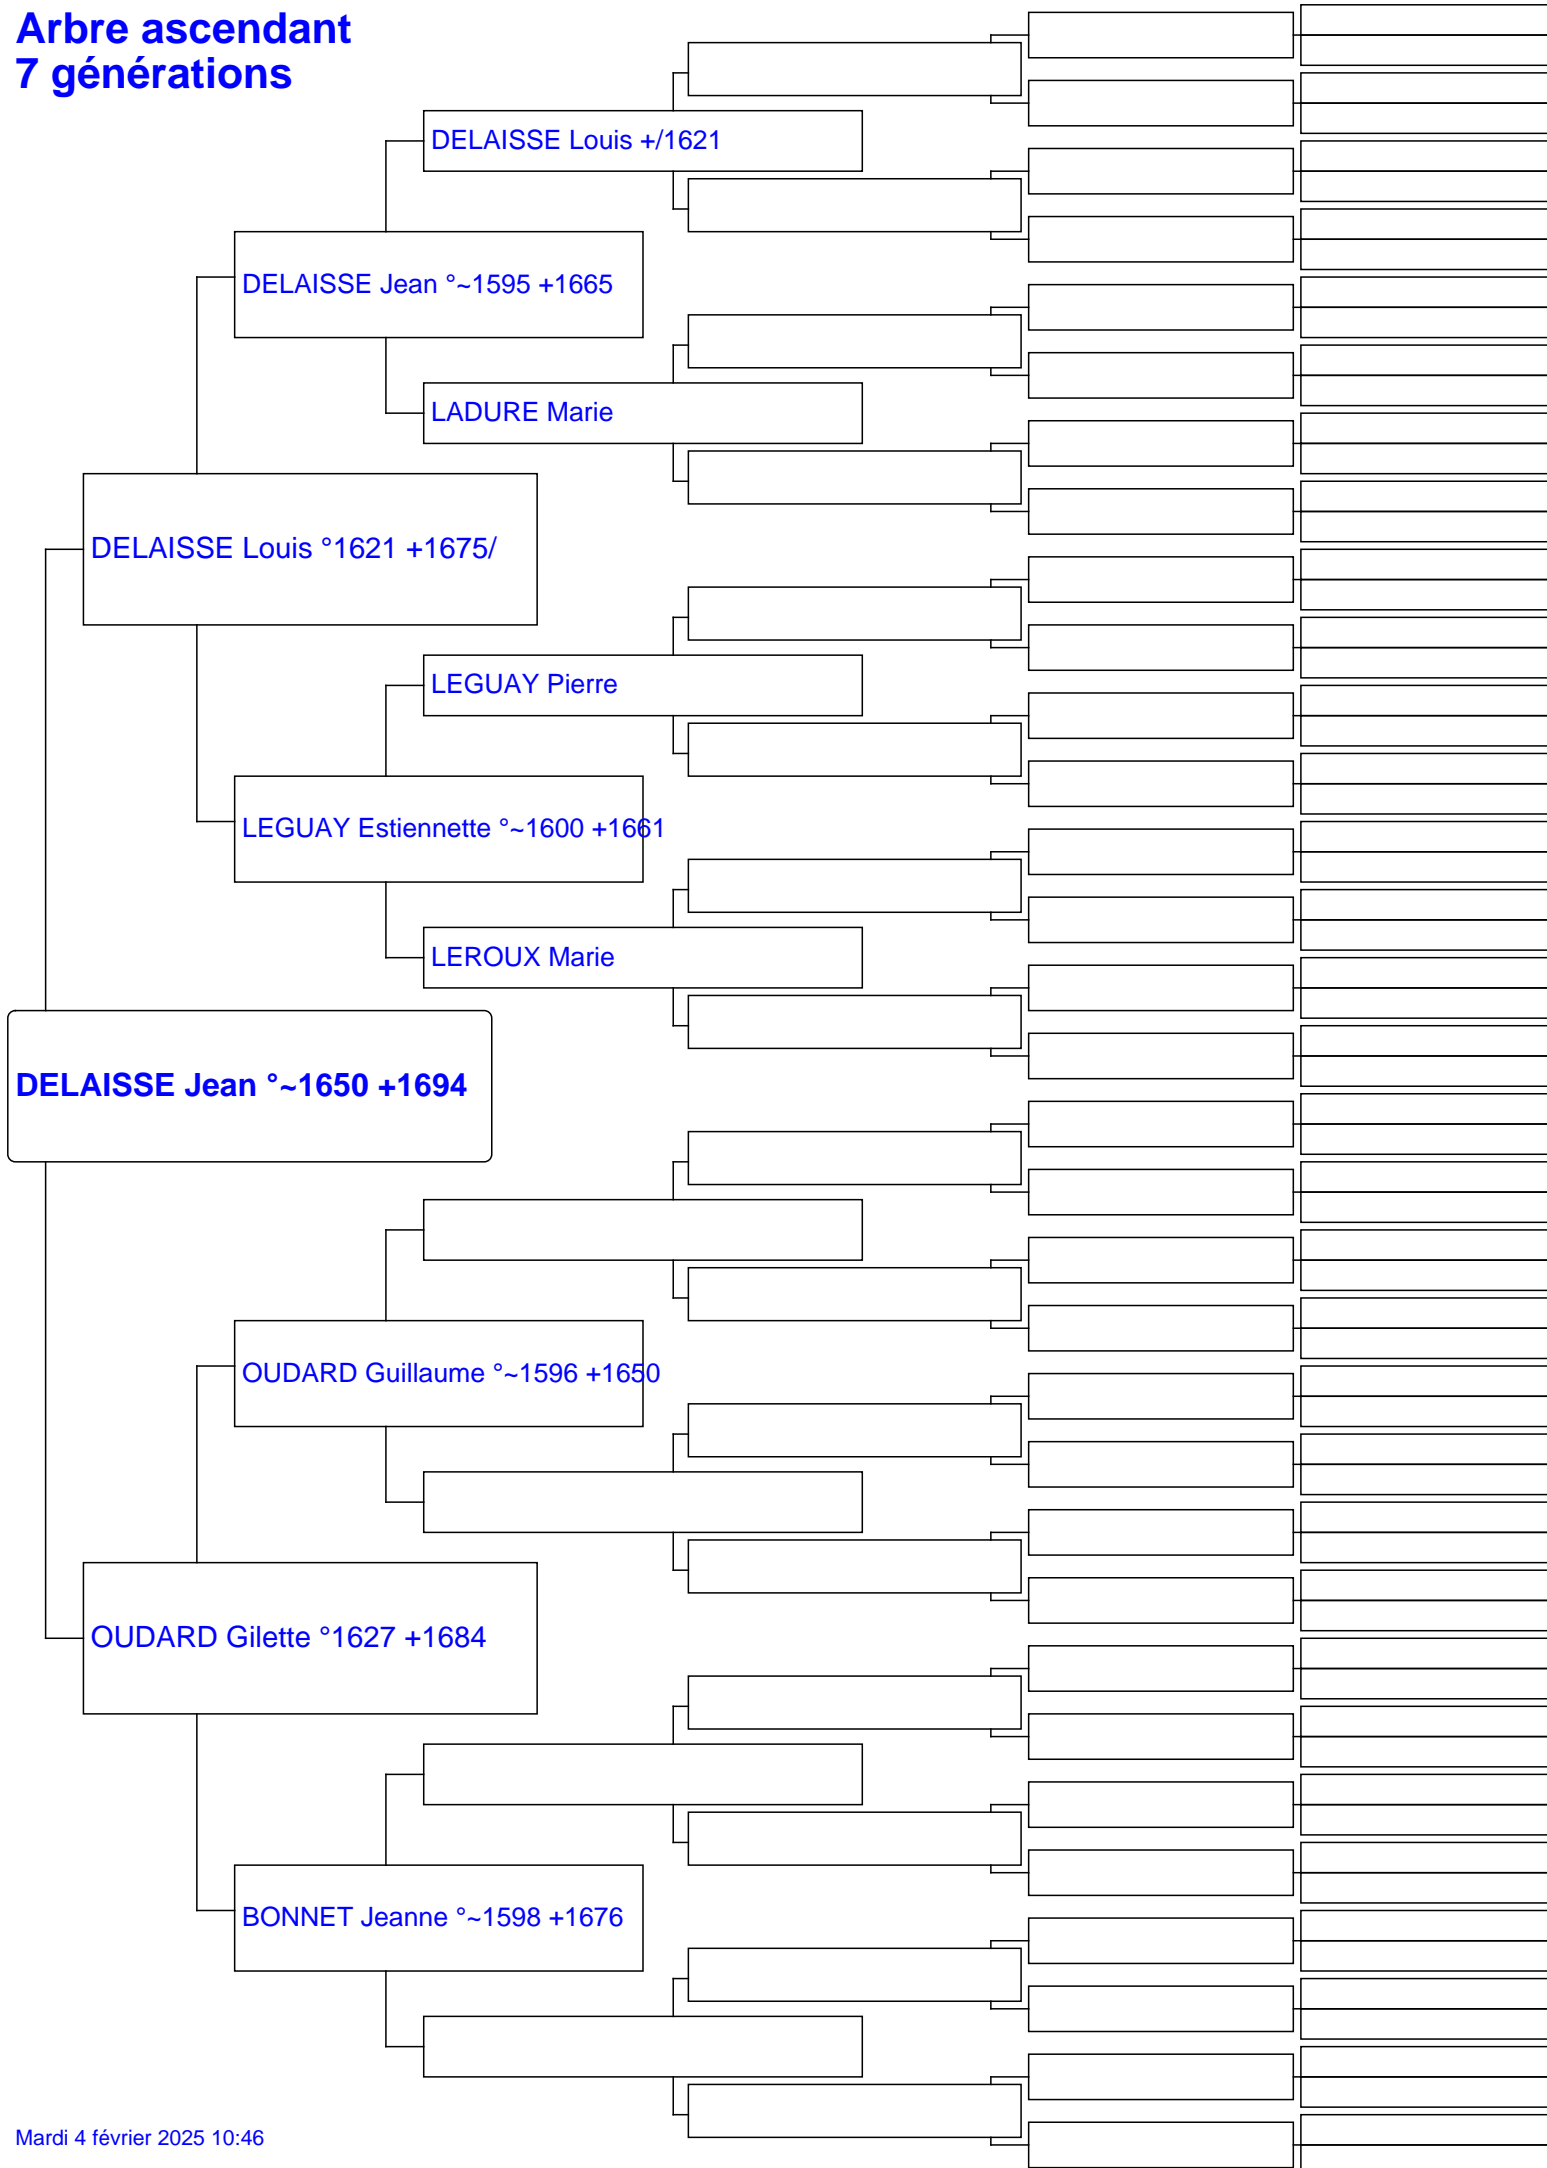 Arbre ascendant
7 générations
DELAISSE Louis +/1621
DELAISSE Jean °~1595 +1665
LADURE Marie
DELAISSE Louis °1621 +1675/
LEGUAY Pierre
LEGUAY Estiennette °~1600 +1661
LEROUX Marie
DELAISSE Jean °~1650 +1694
OUDARD Guillaume °~1596 +1650
OUDARD Gilette °1627 +1684
BONNET Jeanne °~1598 +1676
Mardi 4 février 2025 10:46